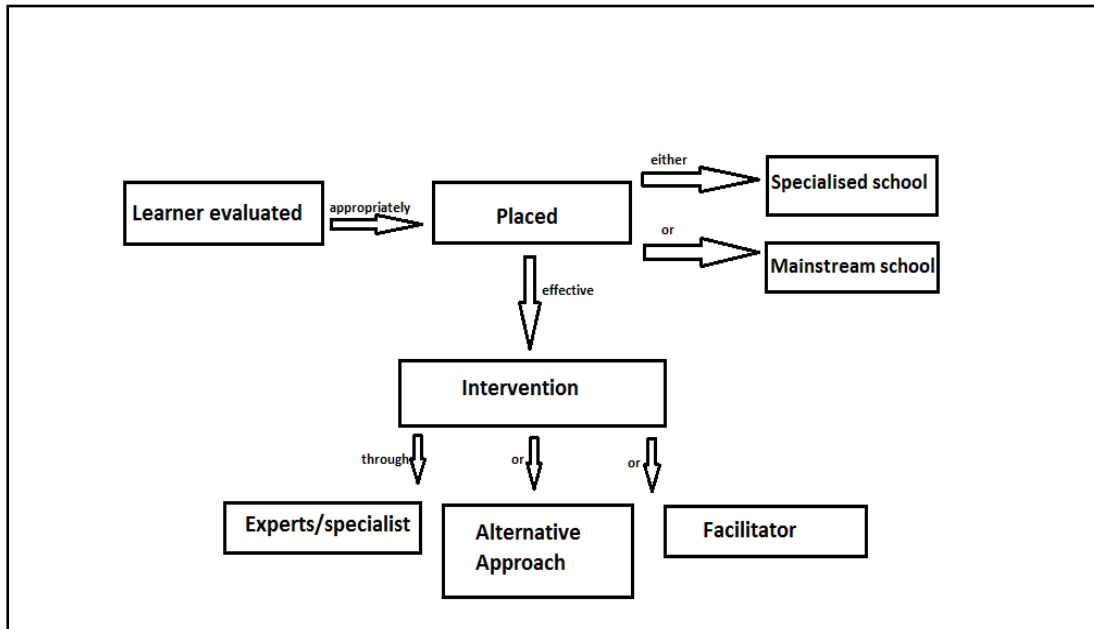 either
Specialised school
Learner evaluated
appropriately
Placed
or
Mainstream school
effective
Intervention
through
or
or
Experts/specialist
Alternative
Approach
Facilitator